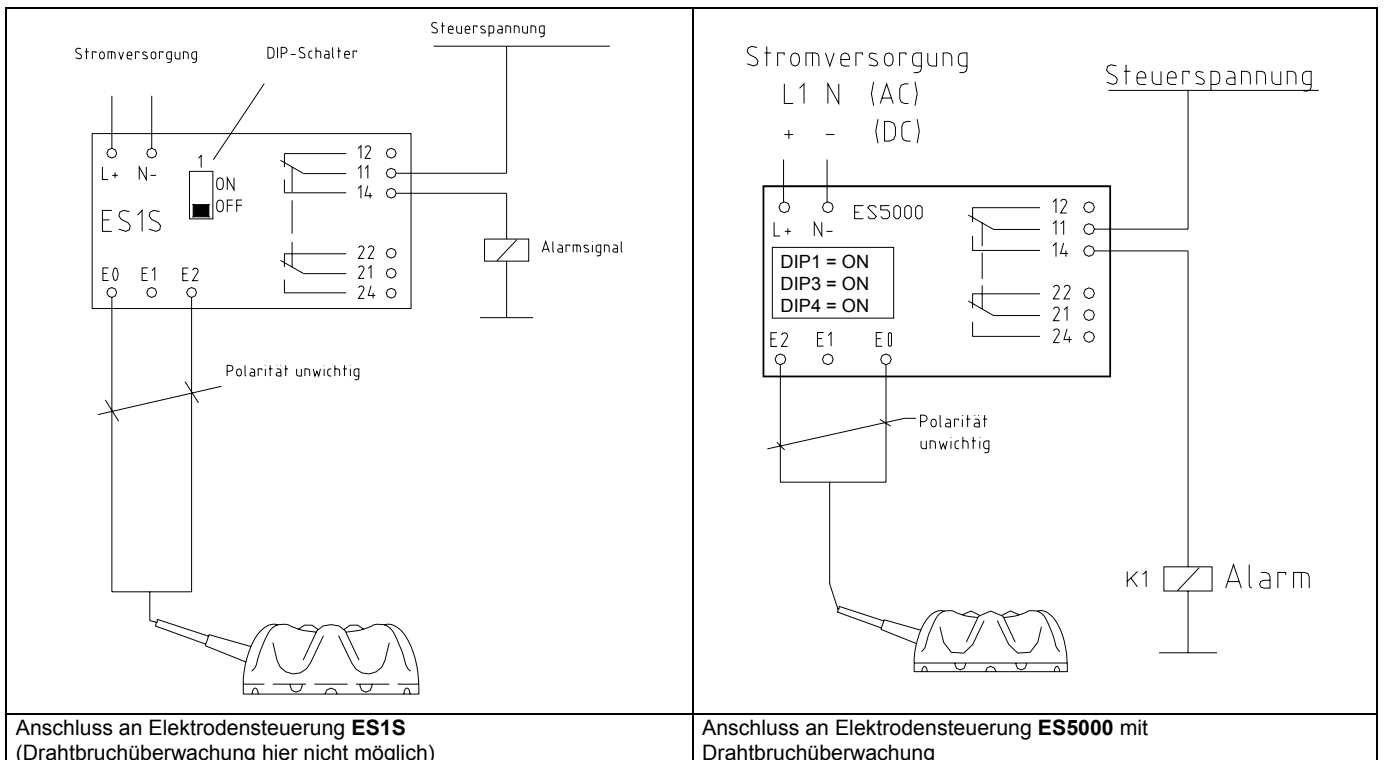 Stromversorgung
DIP-Schalter
Steuerspannung
L+ N-
1
ON
OFF
ES1S
12
11
14
22
21
24
E0 E1 E2
Alarmsignal
Polarität unwichtig
Anschluss an Elektrodensteuerung ES1S
(Drahtbruchüberwachung hier nicht möglich)
Stromversorgung
L1 N (AC)
+ - (DC)
Steuerspannung
L+ N-
ES5000
DIP1 = ON
DIP3 = ON
DIP4 = ON
12
11
14
22
21
24
E2 E1 E0
Polarität
unwichtig
K1 Alarm
Anschluss an Elektrodensteuerung ES5000 mit
Drahtbruchüberwachung